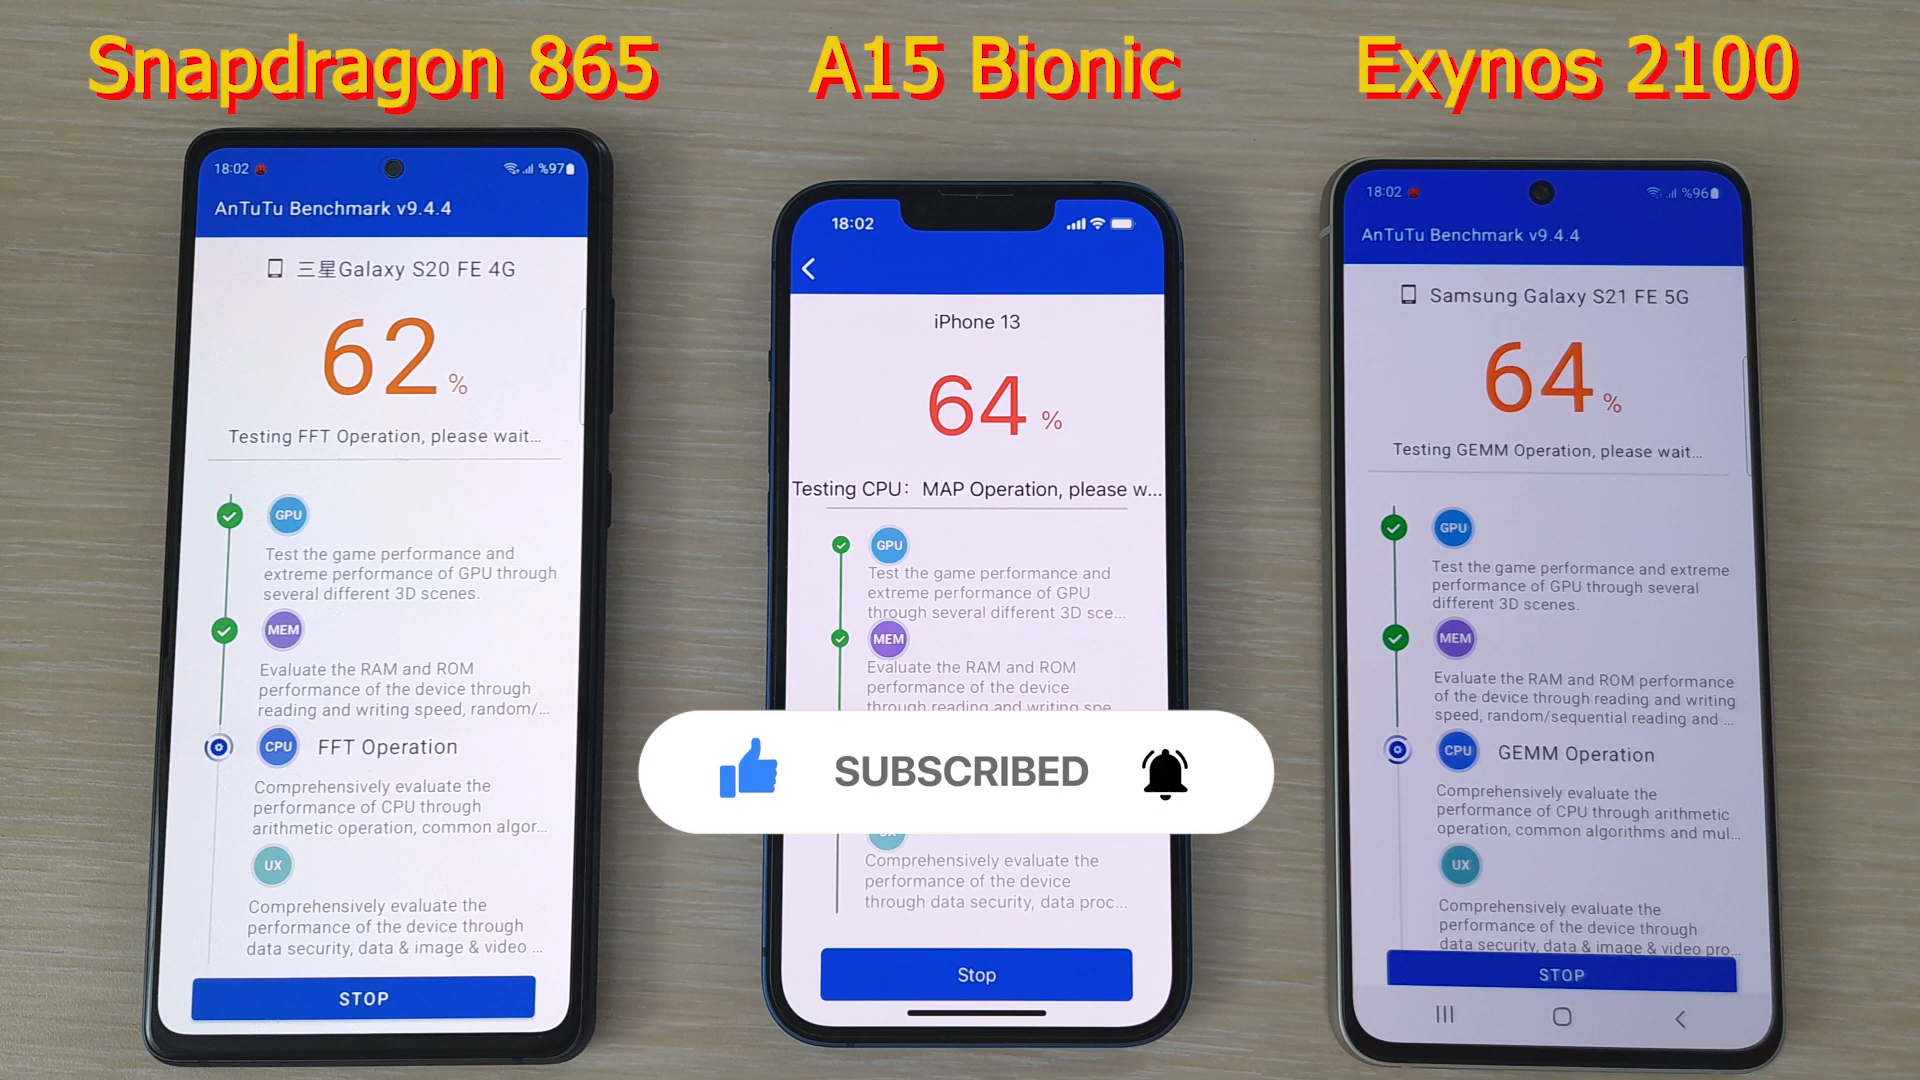 Snapdragon 865
A15 Bionic
Exynos 2100
18:02
%97
AnTuTu Benchmark v9.4.4
三星Galaxy S20 FE 4G
62 %
Testing FFT Operation, please wait...
GPU
Test the game performance and
extreme performance of GPU through
several different 3D scenes.
MEM
Evaluate the RAM and ROM
performance of the device through
reading and writing speed, random/...
CPU FFT Operation
Comprehensively evaluate the
performance of CPU through
arithmetic operation, common algor...
UX
Comprehensively evaluate the
performance of the device through
data security, data & image & video ...
STOP
18:02
iPhone 13
64 %
Testing CPU: MAP Operation, please w...
GPU
Test the game performance and
extreme performance of GPU
through several different 3D sce...
MEM
Evaluate the RAM and ROM
performance of the device
through reading and writing spe...
SUBSCRIBED
UX
Comprehensively evaluate the
performance of the device
through data security, data proc...
Stop
18:02
%96
AnTuTu Benchmark v9.4.4
Samsung Galaxy S21 FE 5G
64 %
Testing GEMM Operation, please wait...
GPU
Test the game performance and extreme
performance of GPU through several
different 3D scenes.
MEM
Evaluate the RAM and ROM performance
of the device through reading and writing
speed, random/sequential reading and ...
CPU GEMM Operation
Comprehensively evaluate the
performance of CPU through arithmetic
operation, common algorithms and mul...
UX
Comprehensively evaluate the
performance of the device through
data security, data & image & video pro...
STOP